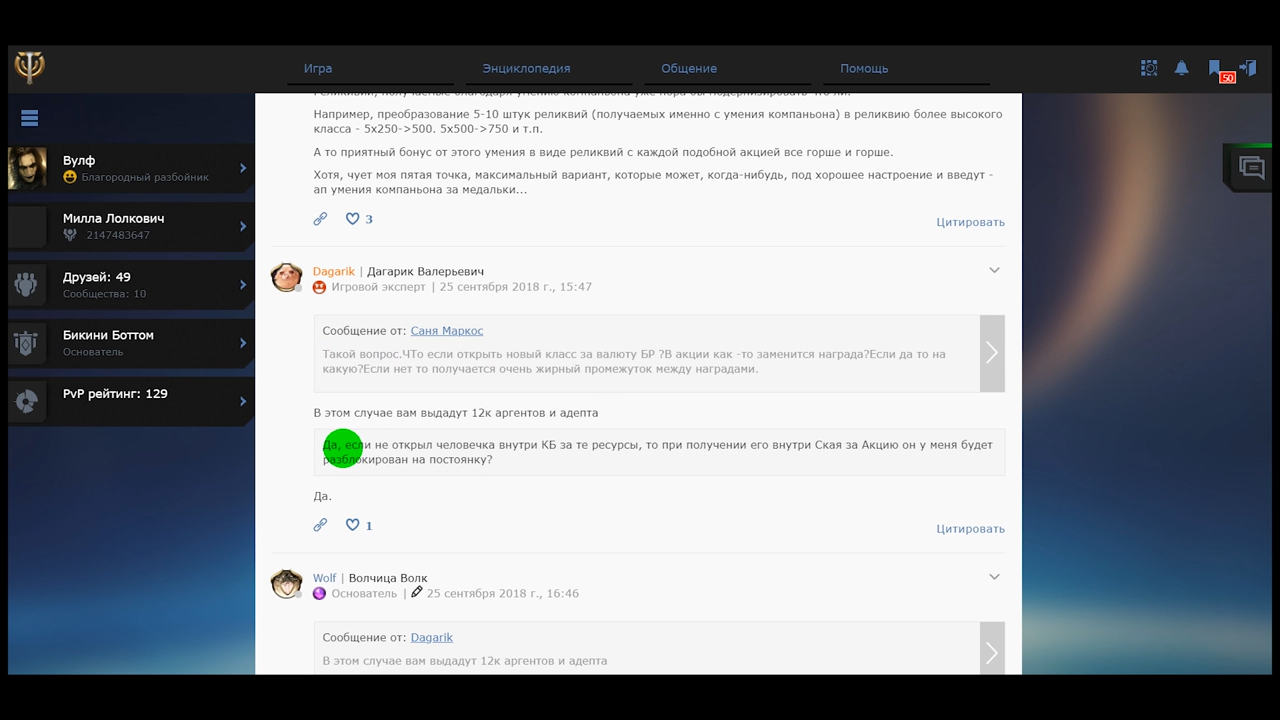 Игра
Энциклопедия
Общение
Помощь
50
Вулф
Благородный разбойник
Милла Лолкович
2147483647
Друзей: 49
Сообщества: 10
Бикини Боттом
Основатель
PvP рейтинг: 129
Например, преобразование 5-10 штук реликвий (получаемых именно с умения компаньона) в реликвию более высокого
класса - 5х250->500. 5х500->750 и т.п.
А то приятный бонус от этого умения в виде реликвий с каждой подобной акцией все горше и горше.
Хотя, чует моя пятая точка, максимальный вариант, которые может, когда-нибудь, под хорошее настроение и введут -
ап умения компаньона за медальки...
3
Цитировать
Dagarik | Дагарик Валерьевич
Игровой эксперт | 25 сентября 2018 г., 15:47
Сообщение от: Саня Маркос
Такой вопрос.ЧТо если открыть новый класс за валюту БР ?В акции как -то заменится награда?Если да то на
какую?Если нет то получается очень жирный промежуток между наградами.
В этом случае вам выдадут 12к аргентов и адепта
Да, если не открыл человечка внутри КБ за те ресурсы, то при получении его внутри Ская за Акцию он у меня будет
разблокирован на постоянку?
Да.
1
Цитировать
Wolf | Волчица Волк
Основатель | 25 сентября 2018 г., 16:46
Сообщение от: Dagarik
В этом случае вам выдадут 12к аргентов и адепта